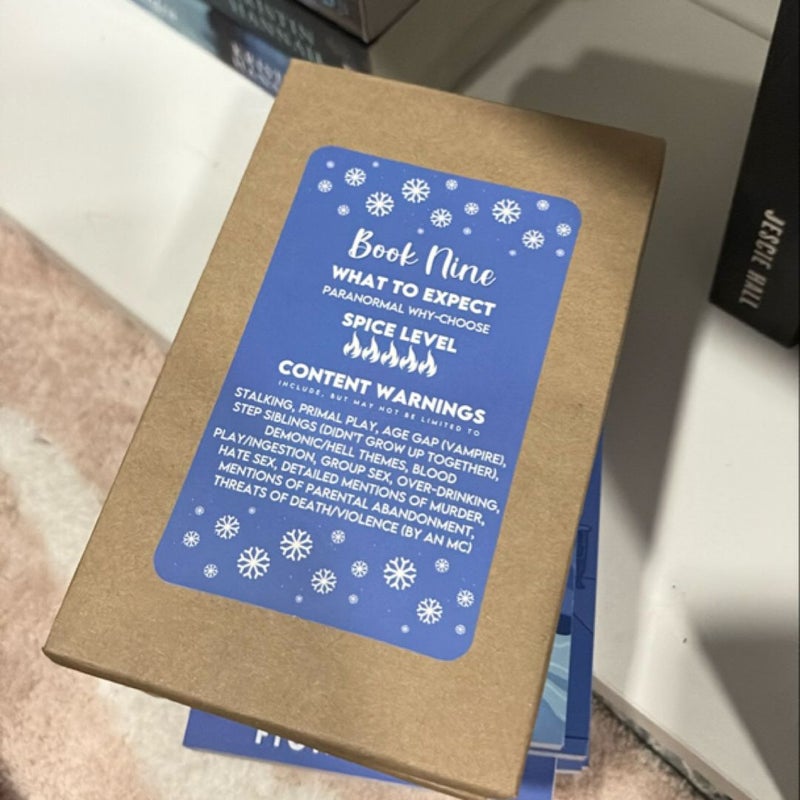 KRISTIN
HANNAH
Book Nine
WHAT TO EXPECT
PARANORMAL WHY-CHOOSE
SPICE LEVEL
CONTENT WARNINGS
INCLUDE, BUT MAY NOT BE LIMITED TO
STALKING, PRIMAL PLAY, AGE GAP (VAMPIRE),
STEP SIBLINGS (DIDN'T GROW UP TOGETHER),
DEMONIC/HELL THEMES, BLOOD
PLAY/INGESTION, GROUP SEX, OVER-DRINKING,
HATE SEX, DETAILED MENTIONS OF MURDER,
MENTIONS OF PARENTAL ABANDONMENT,
THREATS OF DEATH/VIOLENCE (BY AN MC)
JESCIE HALL